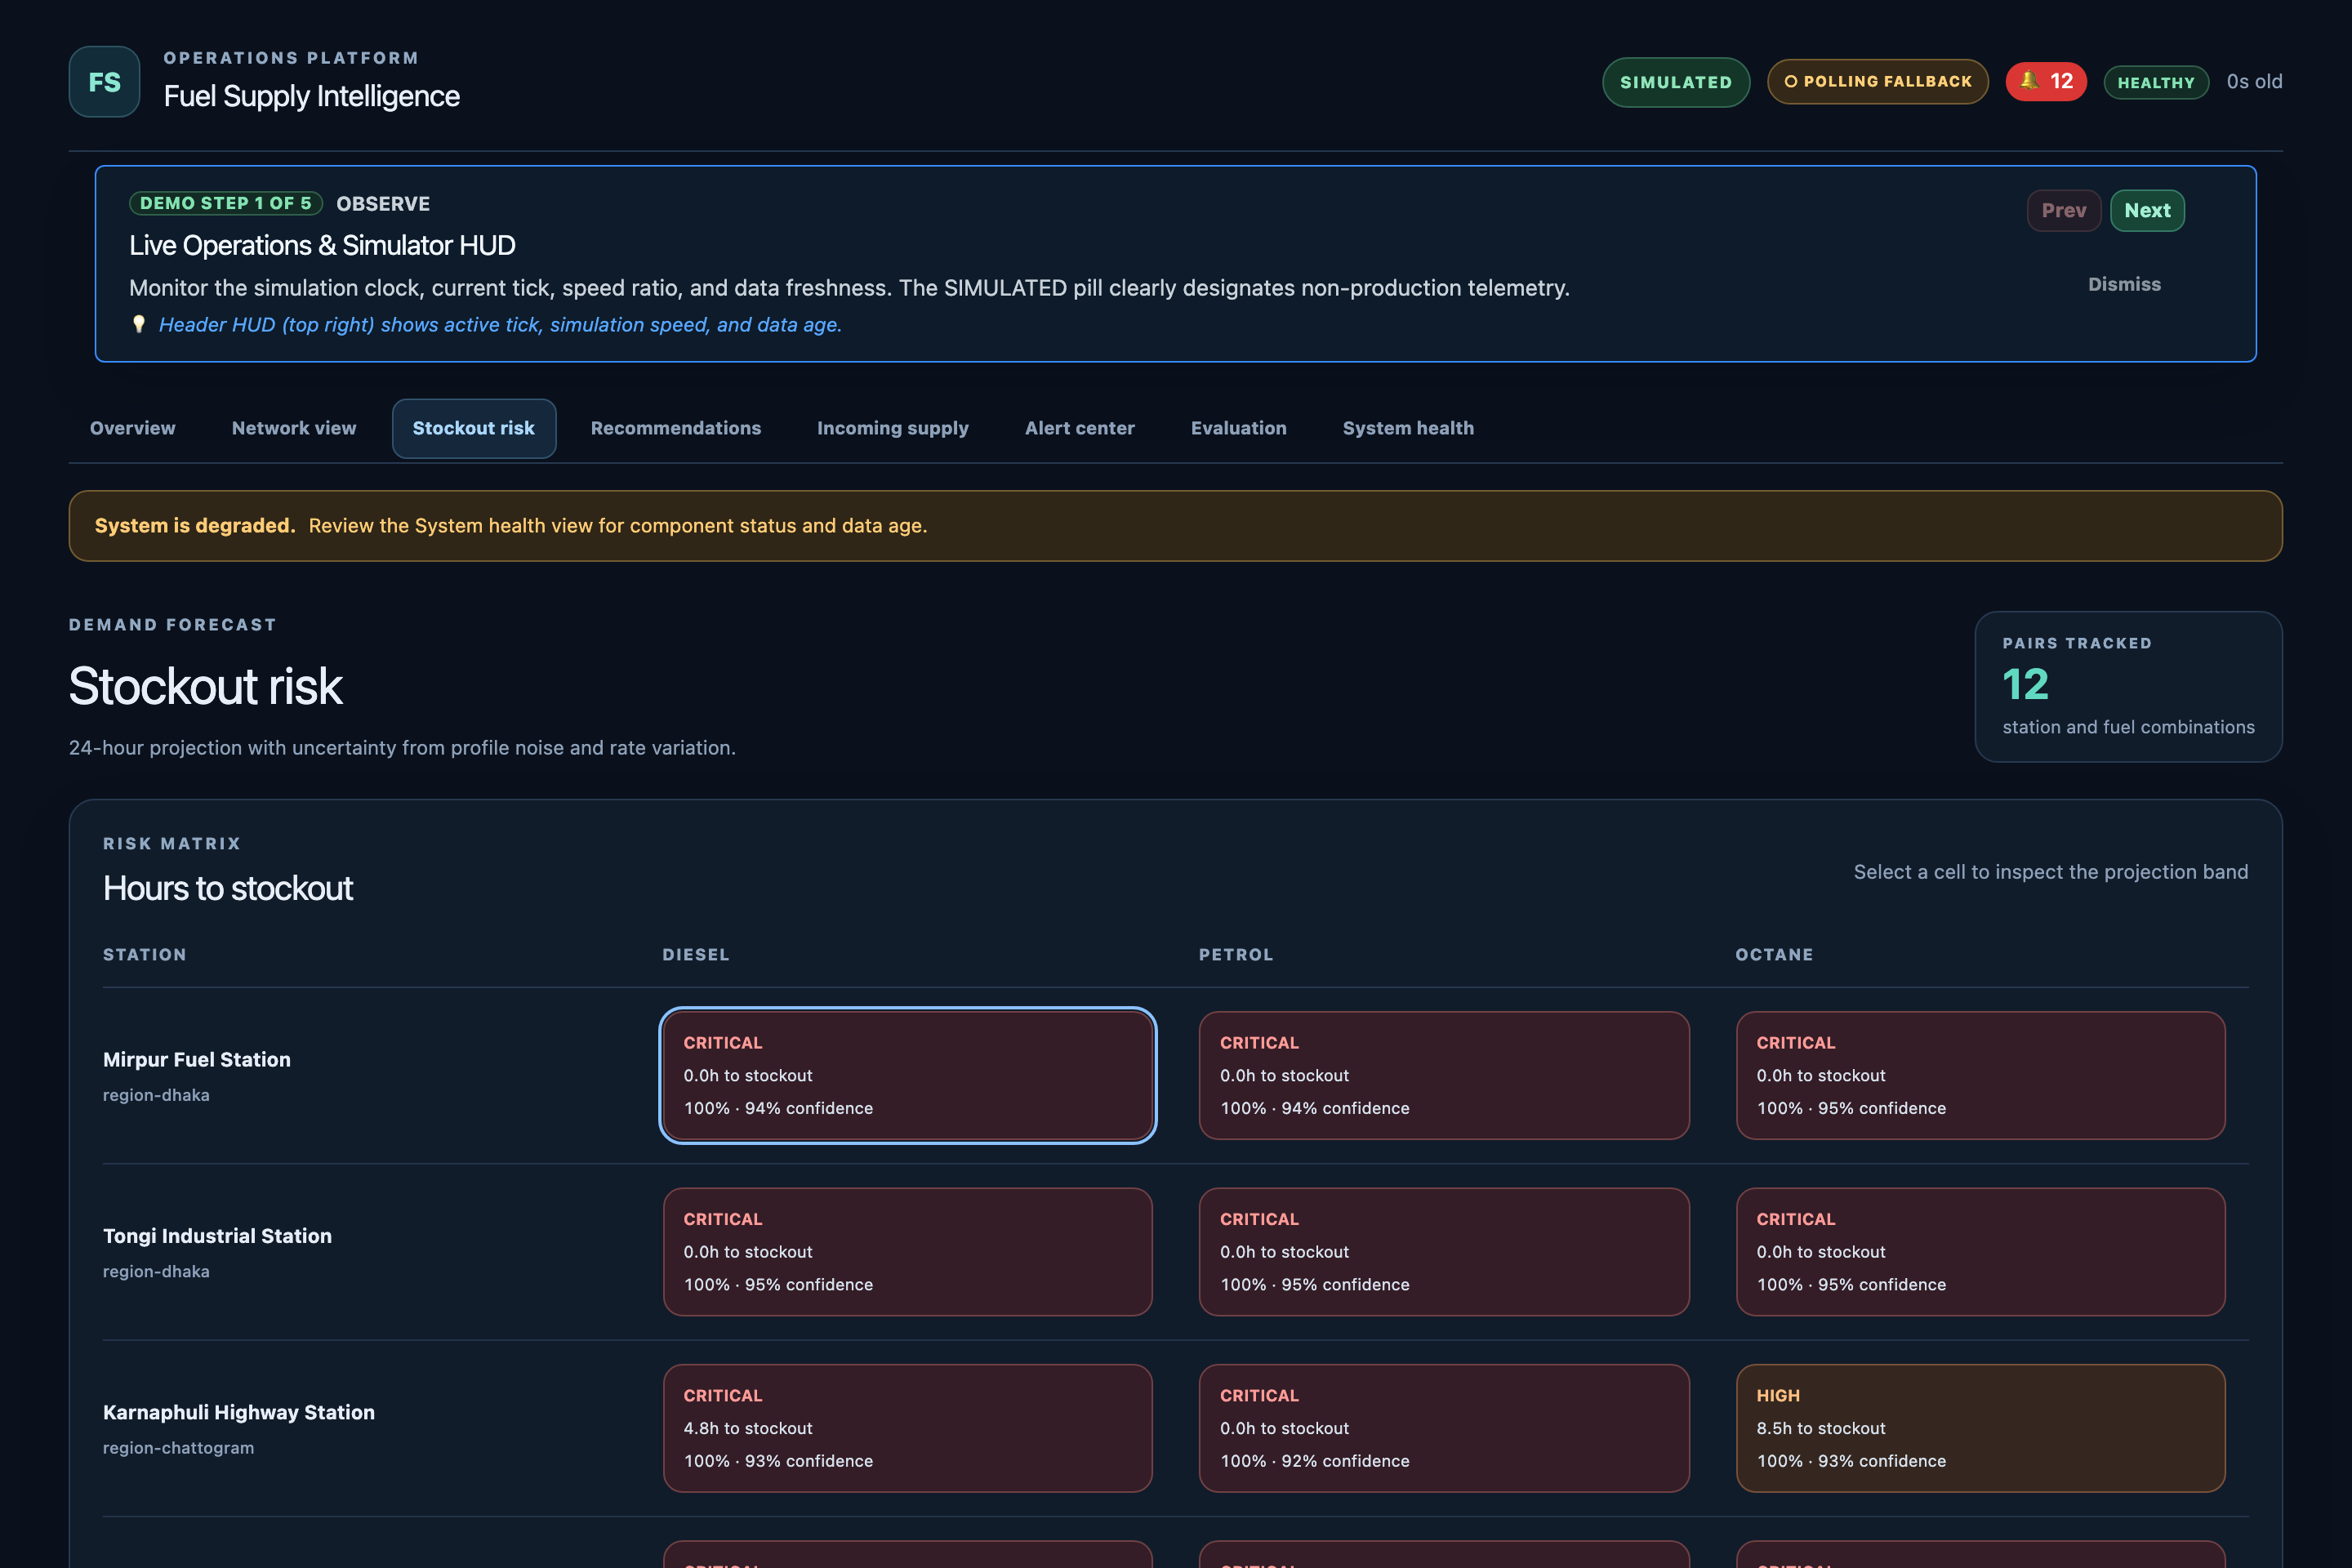 FS
OPERATIONS PLATFORM
Fuel Supply Intelligence
SIMULATED
POLLING FALLBACK
12
HEALTHY
0s old
DEMO STEP 1 OF 5 OBSERVE
Live Operations & Simulator HUD
Monitor the simulation clock, current tick, speed ratio, and data freshness. The SIMULATED pill clearly designates non-production telemetry.
Header HUD (top right) shows active tick, simulation speed, and data age.
Prev Next
Dismiss
Overview Network view Stockout risk Recommendations Incoming supply Alert center Evaluation System health
System is degraded. Review the System health view for component status and data age.
DEMAND FORECAST
Stockout risk
24-hour projection with uncertainty from profile noise and rate variation.
PAIRS TRACKED
12
station and fuel combinations
RISK MATRIX
Hours to stockout
Select a cell to inspect the projection band
STATION DIESEL PETROL OCTANE
Mirpur Fuel Station
region-dhaka
CRITICAL
0.0h to stockout
100% · 94% confidence
CRITICAL
0.0h to stockout
100% · 94% confidence
CRITICAL
0.0h to stockout
100% · 95% confidence
Tongi Industrial Station
region-dhaka
CRITICAL
0.0h to stockout
100% · 95% confidence
CRITICAL
0.0h to stockout
100% · 95% confidence
CRITICAL
0.0h to stockout
100% · 95% confidence
Karnaphuli Highway Station
region-chattogram
CRITICAL
4.8h to stockout
100% · 93% confidence
CRITICAL
0.0h to stockout
100% · 92% confidence
HIGH
8.5h to stockout
100% · 93% confidence